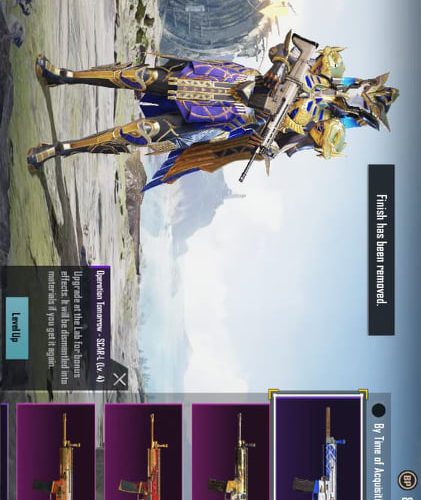 Finish has been removed.
BP
By Time of Acquisit
Operation Tomorrow - SCAR-L (Lv. 4)
Upgrade at the Lab for bonus
effects. It will be dismantled into
materials if you get it again.
Level Up